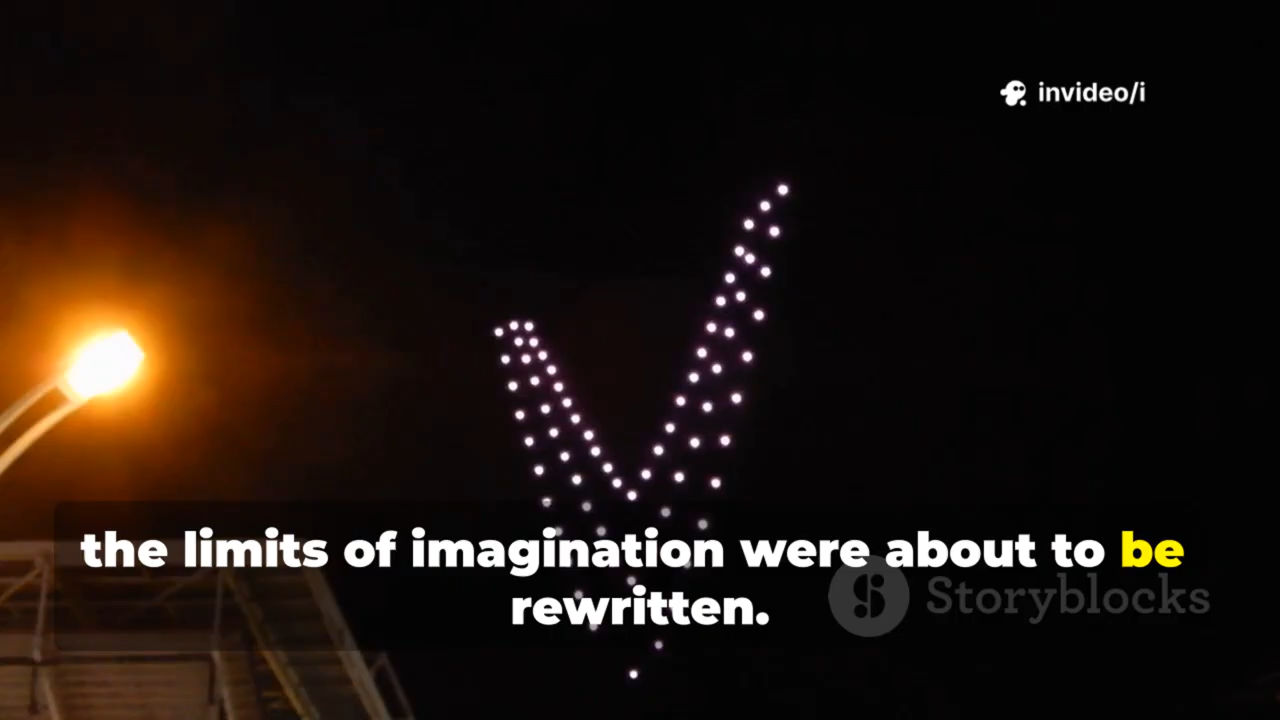 invideo/i
the limits of imagination were about to be
rewritten.
Storyblocks